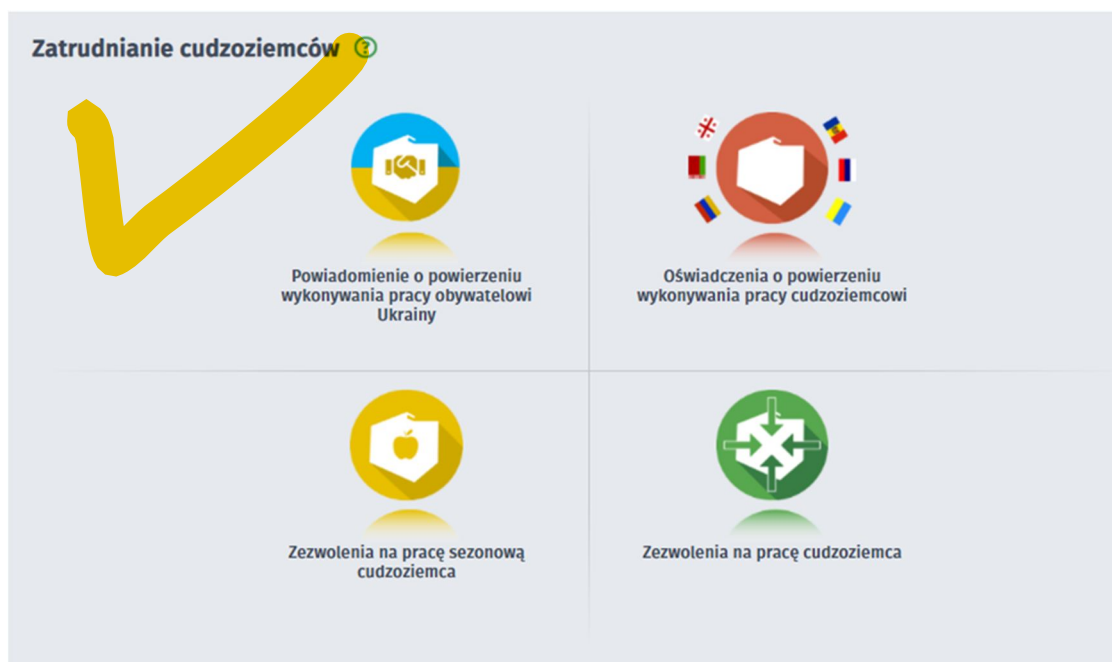 Zatrudnianie cudzoziemców ?
Powiadomienie o powierzeniu
wykonywania pracy obywatelowi
Ukrainy
Oświadczenia o powierzeniu
wykonywania pracy cudzoziemcowi
Zezwolenia na pracę sezonową
cudzoziemca
Zezwolenia na pracę cudzoziemca